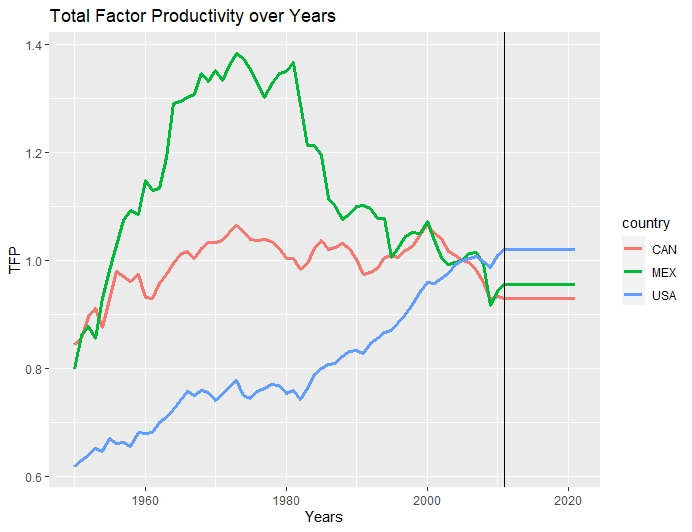 Total Factor Productivity over Years
1.4
1.2
1.0
0.8
0.6
TFP
1960
1980
2000
2020
Years
country
CAN
MEX
USA